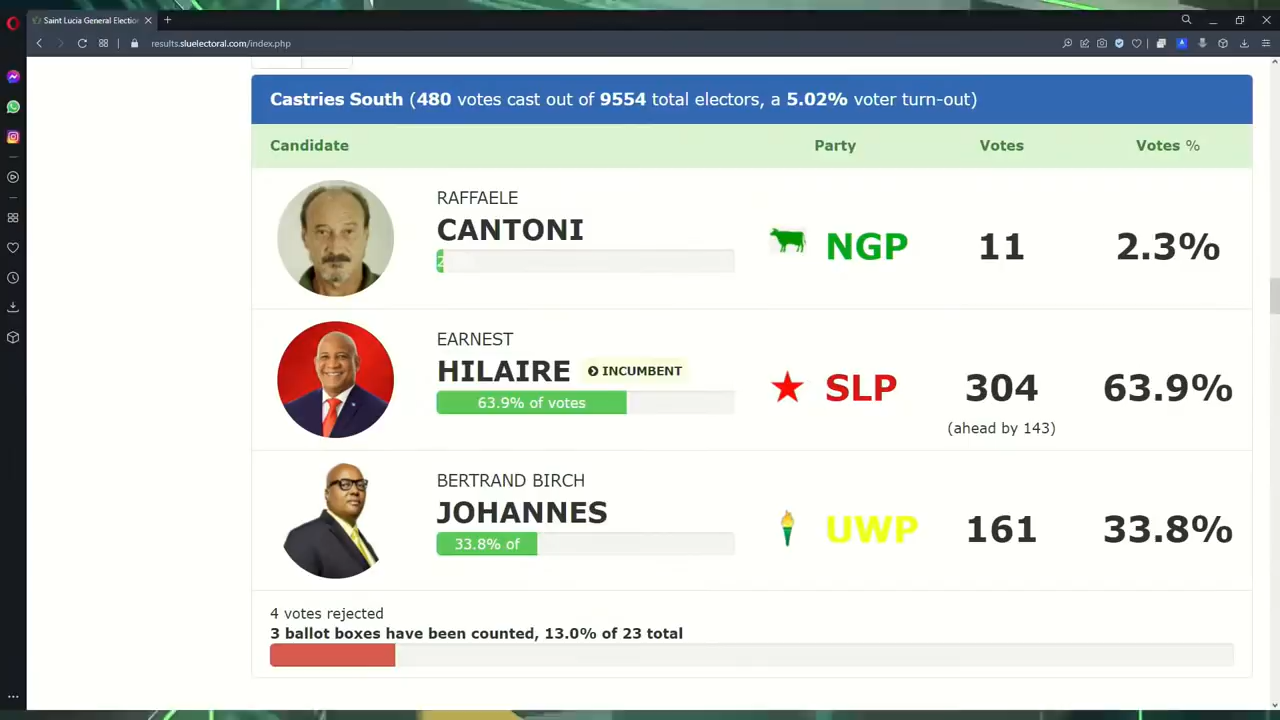 Saint Lucia General Electio
results.sluelectoral.com/index.php
Castries South (480 votes cast out of 9554 total electors, a 5.02% voter turn-out)
Candidate Party Votes Votes %
RAFFAELE
CANTONI
2
NGP 11 2.3%
EARNEST
HILAIRE INCUMBENT
63.9% of votes
SLP 304 63.9%
(ahead by 143)
BERTRAND BIRCH
JOHANNES
33.8% of
UWP 161 33.8%
4 votes rejected
3 ballot boxes have been counted, 13.0% of 23 total